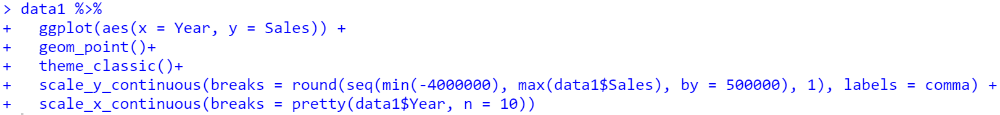 > data1 %>%
+   ggplot(aes(x = Year, y = Sales)) +
+   geom_point()+
+   theme_classic()+
+   scale_y_continuous(breaks = round(seq(min(-4000000), max(data1$Sales), by = 500000), 1), labels = comma) +
+   scale_x_continuous(breaks = pretty(data1$Year, n = 10))